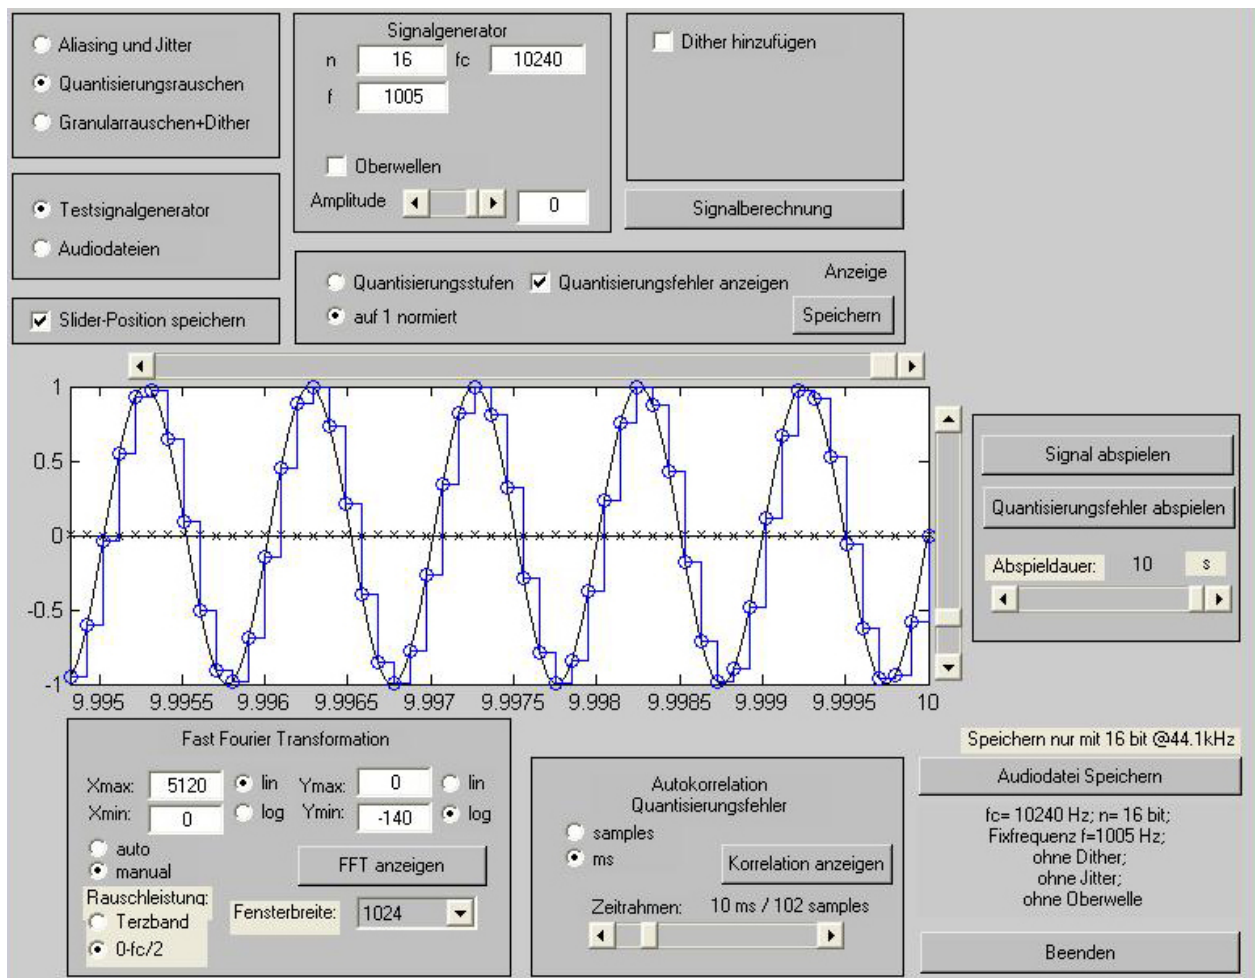 Aliasing und Jitter
Quantisierungsrauschen
Granularrauschen+Dither
Signalgenerator
n 16 fc 10240
f 1005
Oberwellen
Amplitude 0
Dither hinzufügen
Signalberechnung
Testsignalgenerator
Audiodateien
Slider-Position speichern
Quantisierungsstufen Quantisierungsfehler anzeigen Anzeige
auf 1 normiert Speichern
1
0.5
0
-0.5
-1
9.995 9.9955 9.996 9.9965 9.997 9.9975 9.998 9.9985 9.999 9.9995 10
Signal abspielen
Quantisierungsfehler abspielen
Abspieldauer: 10 s
Fast Fourier Transformation
Xmax: 5120 lin Ymax: 0 lin
Xmin: 0 log Ymin: -140 log
auto
manual
FFT anzeigen
Rauschleistung:
Terzband
0-fc/2
Fensterbreite: 1024
Autokorrelation
Quantisierungsfehler
samples
ms
Korrelation anzeigen
Zeitrahmen: 10 ms / 102 samples
Speichern nur mit 16 bit @44.1kHz
Audiodatei Speichern
fc= 10240 Hz; n= 16 bit;
Fixfrequenz f=1005 Hz;
ohne Dither;
ohne Jitter;
ohne Oberwelle
Beenden